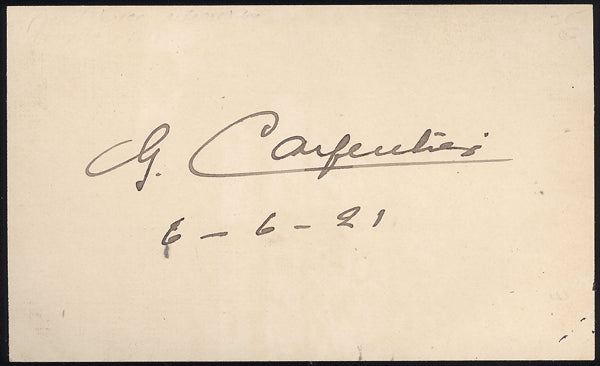 G. Carpentier
6 - 6 - 21